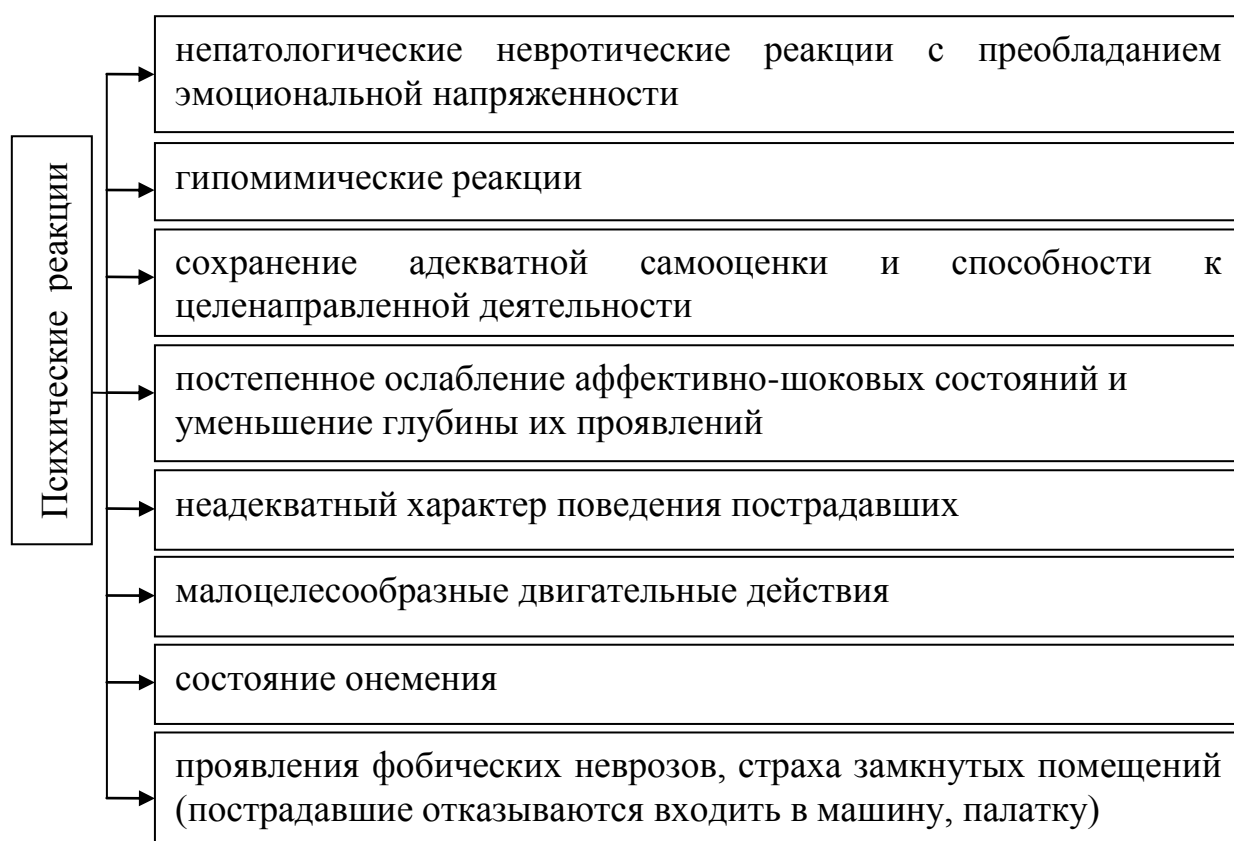 Психические реакции
непатологические невротические реакции с преобладанием
эмоциональной напряженности
гипомимические реакции
сохранение адекватной самооценки и способности к
целенаправленной деятельности
постепенное ослабление аффективно-шоковых состояний и
уменьшение глубины их проявлений
неадекватный характер поведения пострадавших
малоцелесообразные двигательные действия
состояние онемения
проявления фобических неврозов, страха замкнутых помещений
(пострадавшие отказываются входить в машину, палатку)